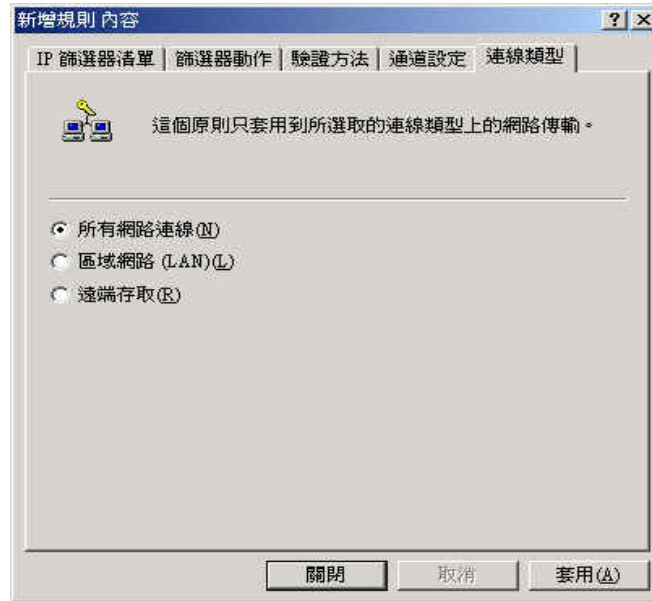 新增規則 內容
IP 篩選器清單 篩選器動作 驗證方法 通道設定 連線類型
這個原則只套用到所選取的連線類型上的網路傳輸。
所有網路連線(N)
區域網路 (LAN)(L)
遠端存取(R)
關閉 取消 套用(A)